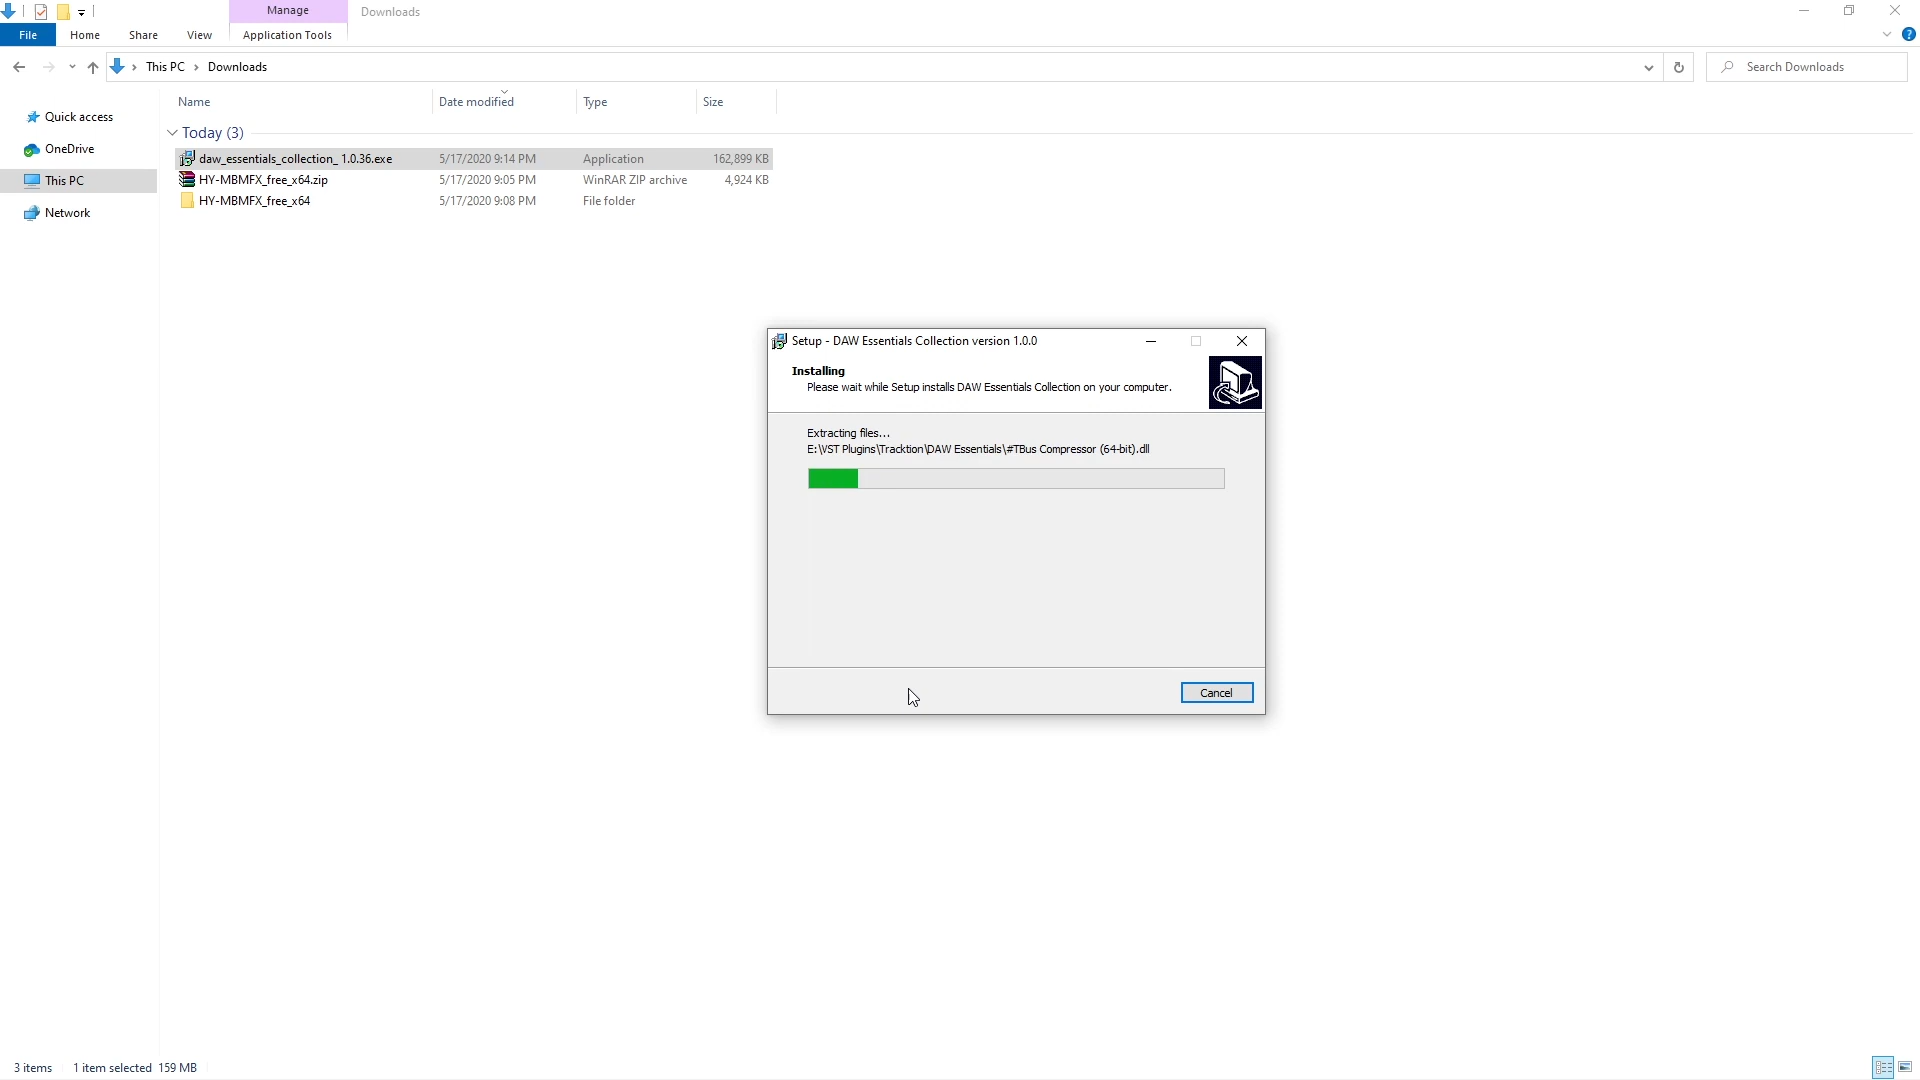 Manage
Downloads
File
Home
Share
View
Application Tools
?
This PC
Downloads
Search Downloads
Name
Date modified
Type
Size
Quick access
OneDrive
This PC
Network
Today (3)
daw_essentials_collection_ 1.0.36.exe
5/17/2020 9:14 PM
Application
162,899 KB
HY-MBMFX_free_x64.zip
5/17/2020 9:05 PM
WinRAR ZIP archive
4,924 KB
HY-MBMFX_free_x64
5/17/2020 9:08 PM
File folder
Setup - DAW Essentials Collection version 1.0.0
Installing
Please wait while Setup installs DAW Essentials Collection on your computer.
Extracting files...
E:\VST Plugins\Tracktion\DAW Essentials\#TBus Compressor (64-bit).dll
Cancel
3 items
1 item selected 159 MB